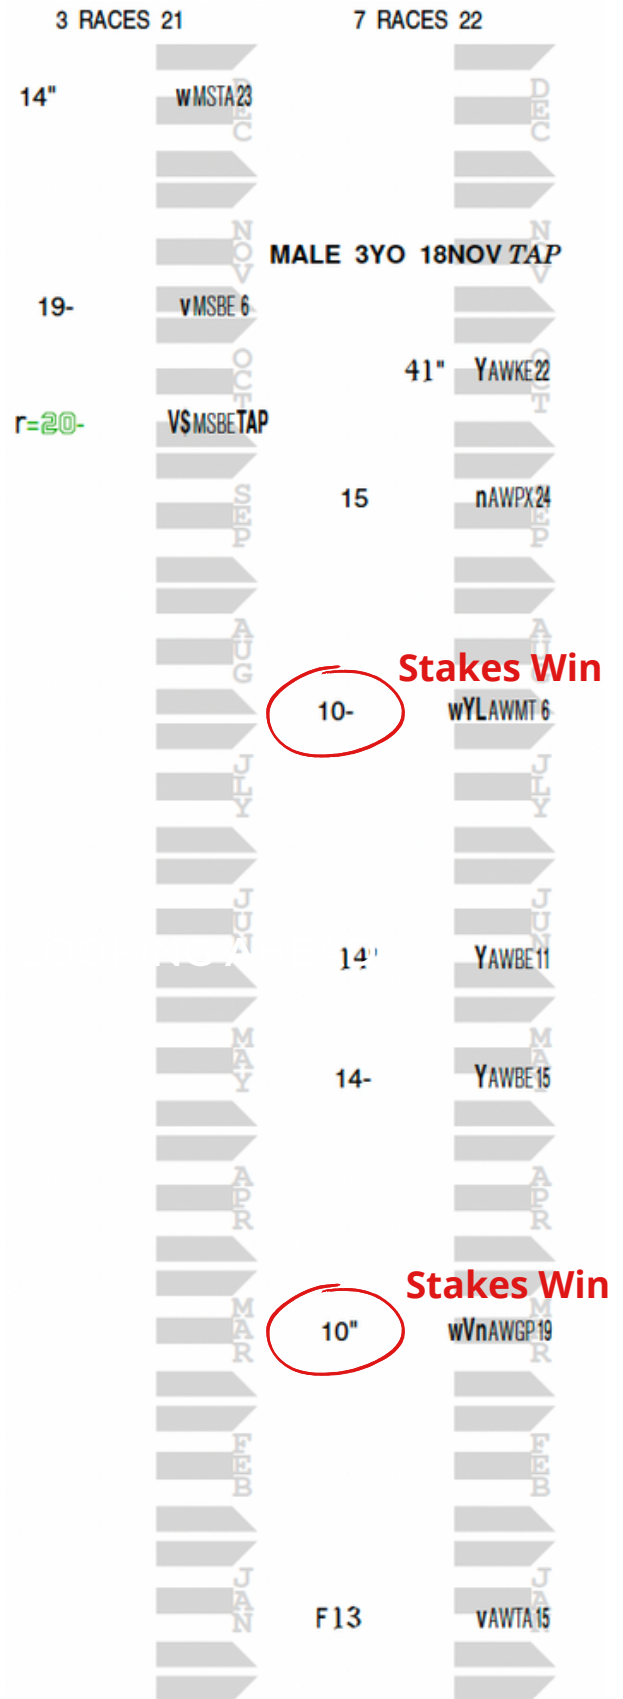 3 RACES 21
7 RACES 22
14" wMSTA23
DEC
DEC
NOV
NOV
MALE 3YO 18NOV TAP
19- vMSBE 6
OCT
OCT
41" YAWKE22
r=20- V$MSBETAP
15 nAWPX24
SEP
SEP
AUG
AUG
Stakes Win
10- wYLAWMT 6
JLY
JLY
JUN
JUN
14' YAWBE11
MAY
MAY
14- YAWBE15
APR
APR
Stakes Win
MAR
MAR
10" wVnAWGP19
FEB
FEB
JAN
JAN
F13 vAWTA15